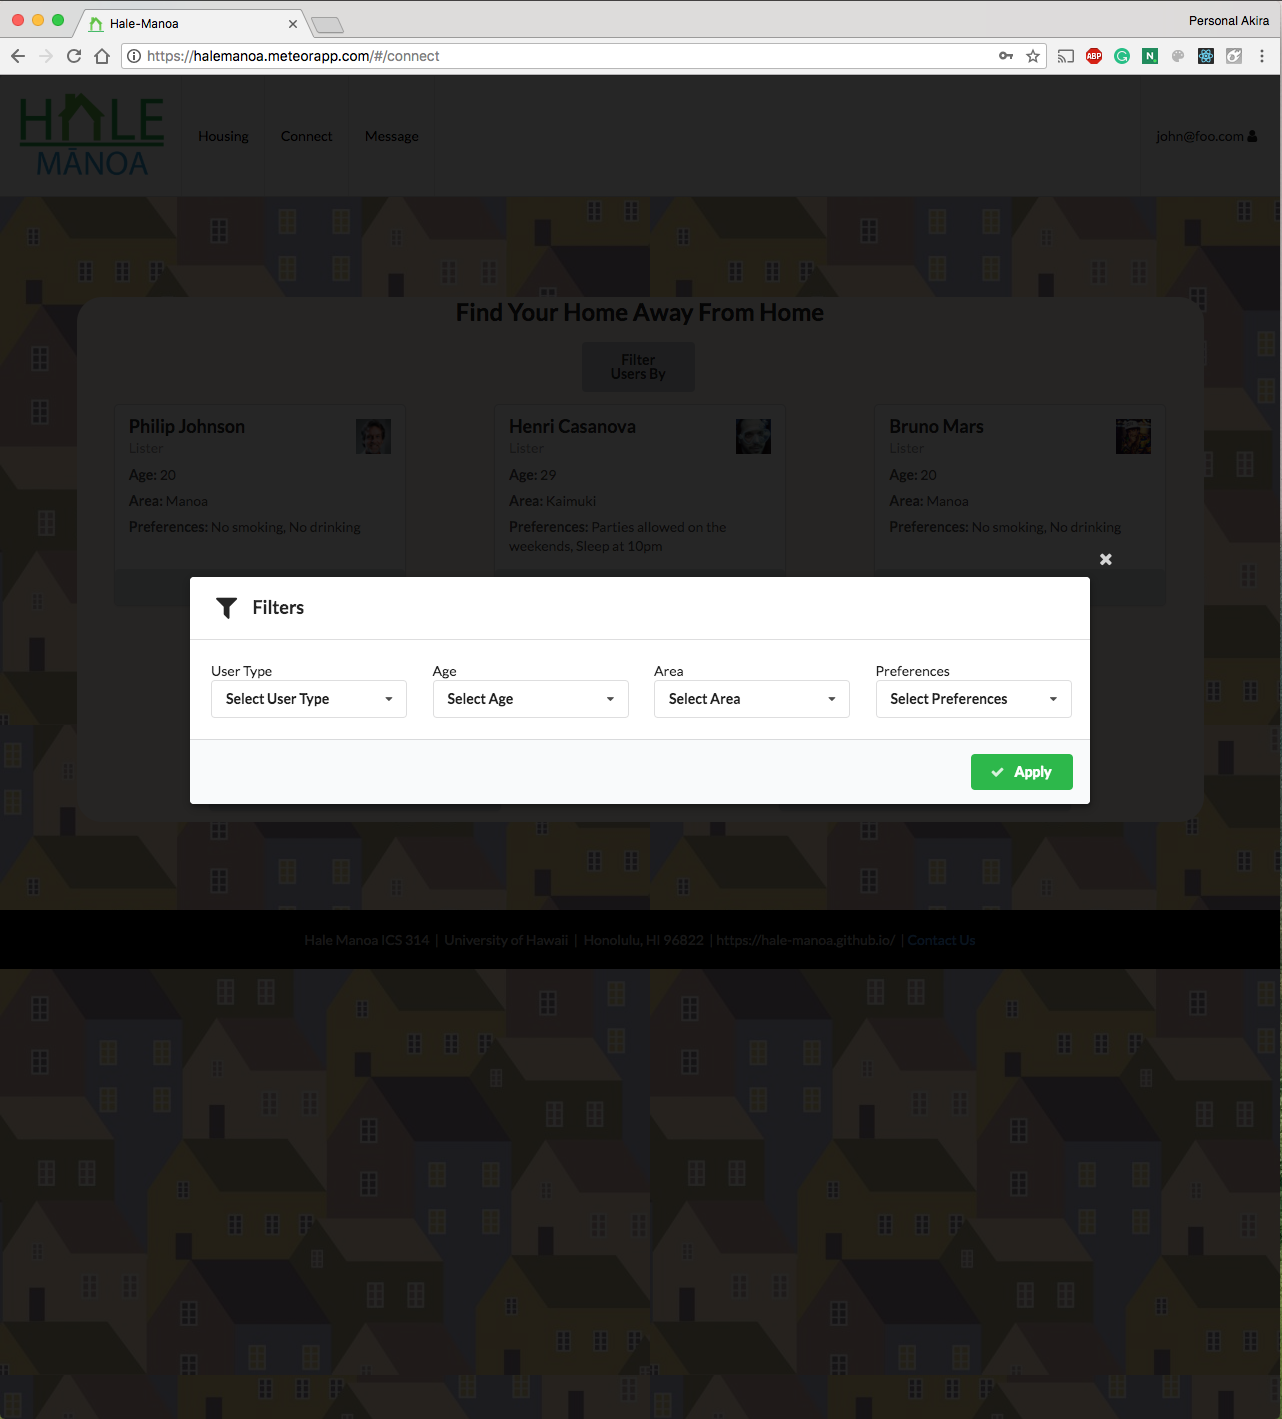 Hale-Manoa
Personal Akira
https://halemanoa.meteorapp.com/#/connect
ABP
N
HALE
MĀNOA
Housing
Connect
Message
john@foo.com
Find Your Home Away From Home
Filter
Users By
Philip Johnson
Lister
Age: 20
Area: Manoa
Preferences: No smoking, No drinking
Henri Casanova
Lister
Age: 29
Area: Kaimuki
Preferences: Parties allowed on the
weekends, Sleep at 10pm
Bruno Mars
Lister
Age: 20
Area: Manoa
Preferences: No smoking, No drinking
Filters
User Type
Select User Type
Age
Select Age
Area
Select Area
Preferences
Select Preferences
Apply
Hale Manoa ICS 314 | University of Hawaii | Honolulu, HI 96822 | https://hale-manoa.github.io/ | Contact Us